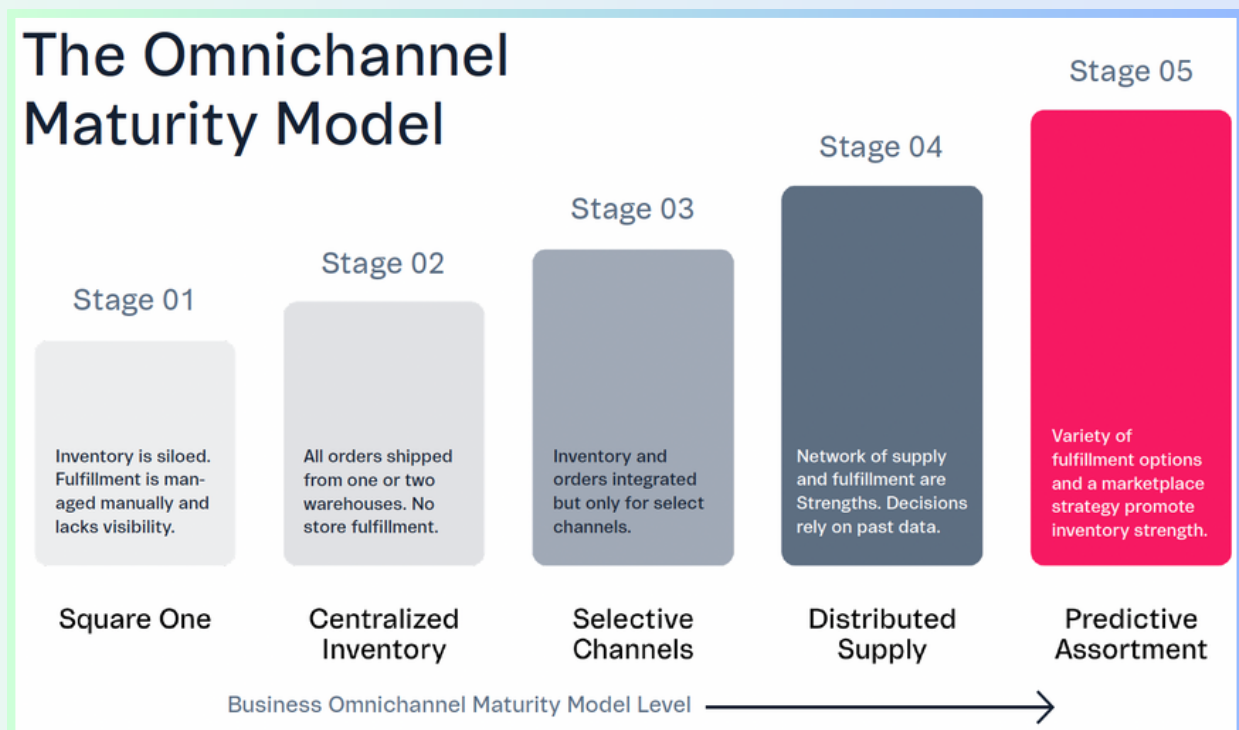 The Omnichannel
Maturity Model
Stage 01
Inventory is siloed.
Fulfillment is man-
aged manually and
lacks visibility.
Square One
Stage 02
All orders shipped
from one or two
warehouses. No
store fulfillment.
Centralized
Inventory
Stage 03
Inventory and
orders integrated
but only for select
channels.
Selective
Channels
Stage 04
Network of supply
and fulfillment are
Strengths. Decisions
rely on past data.
Distributed
Supply
Stage 05
Variety of
fulfillment options
and a marketplace
strategy promote
inventory strength.
Predictive
Assortment
Business Omnichannel Maturity Model Level